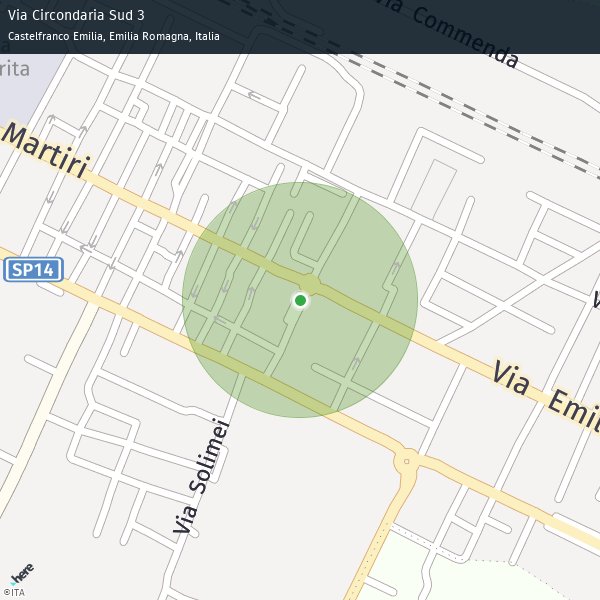 Via Circondaria Sud 3
Castelfranco Emilia, Emilia Romagna, Italia
Via Commenda
rita
Martiri
SP14
Via Emil
Via Solimei
here
©ITA